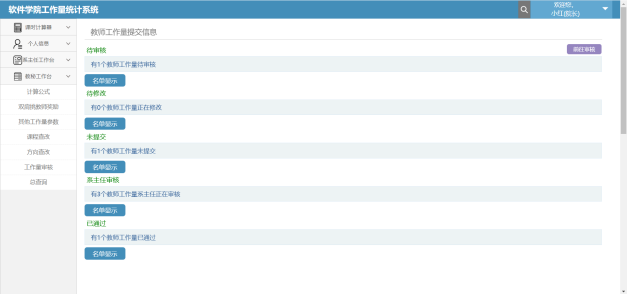 软件学院工作量统计系统
欢迎您,
小红(院长)
课时计算器
个人信息
系主任工作台
教秘工作台
计算公式
双困熊教师奖励
其他工作量参数
课程查改
方向查改
工作量审核
总查询
教师工作量提交信息
待审核
前往审核
有1个教师工作量待审核
名单显示
待修改
有0个教师工作量正在修改
名单显示
未提交
有1个教师工作量未提交
名单显示
系主任审核
有3个教师工作量系主任正在审核
名单显示
已通过
有1个教师工作量已通过
名单显示